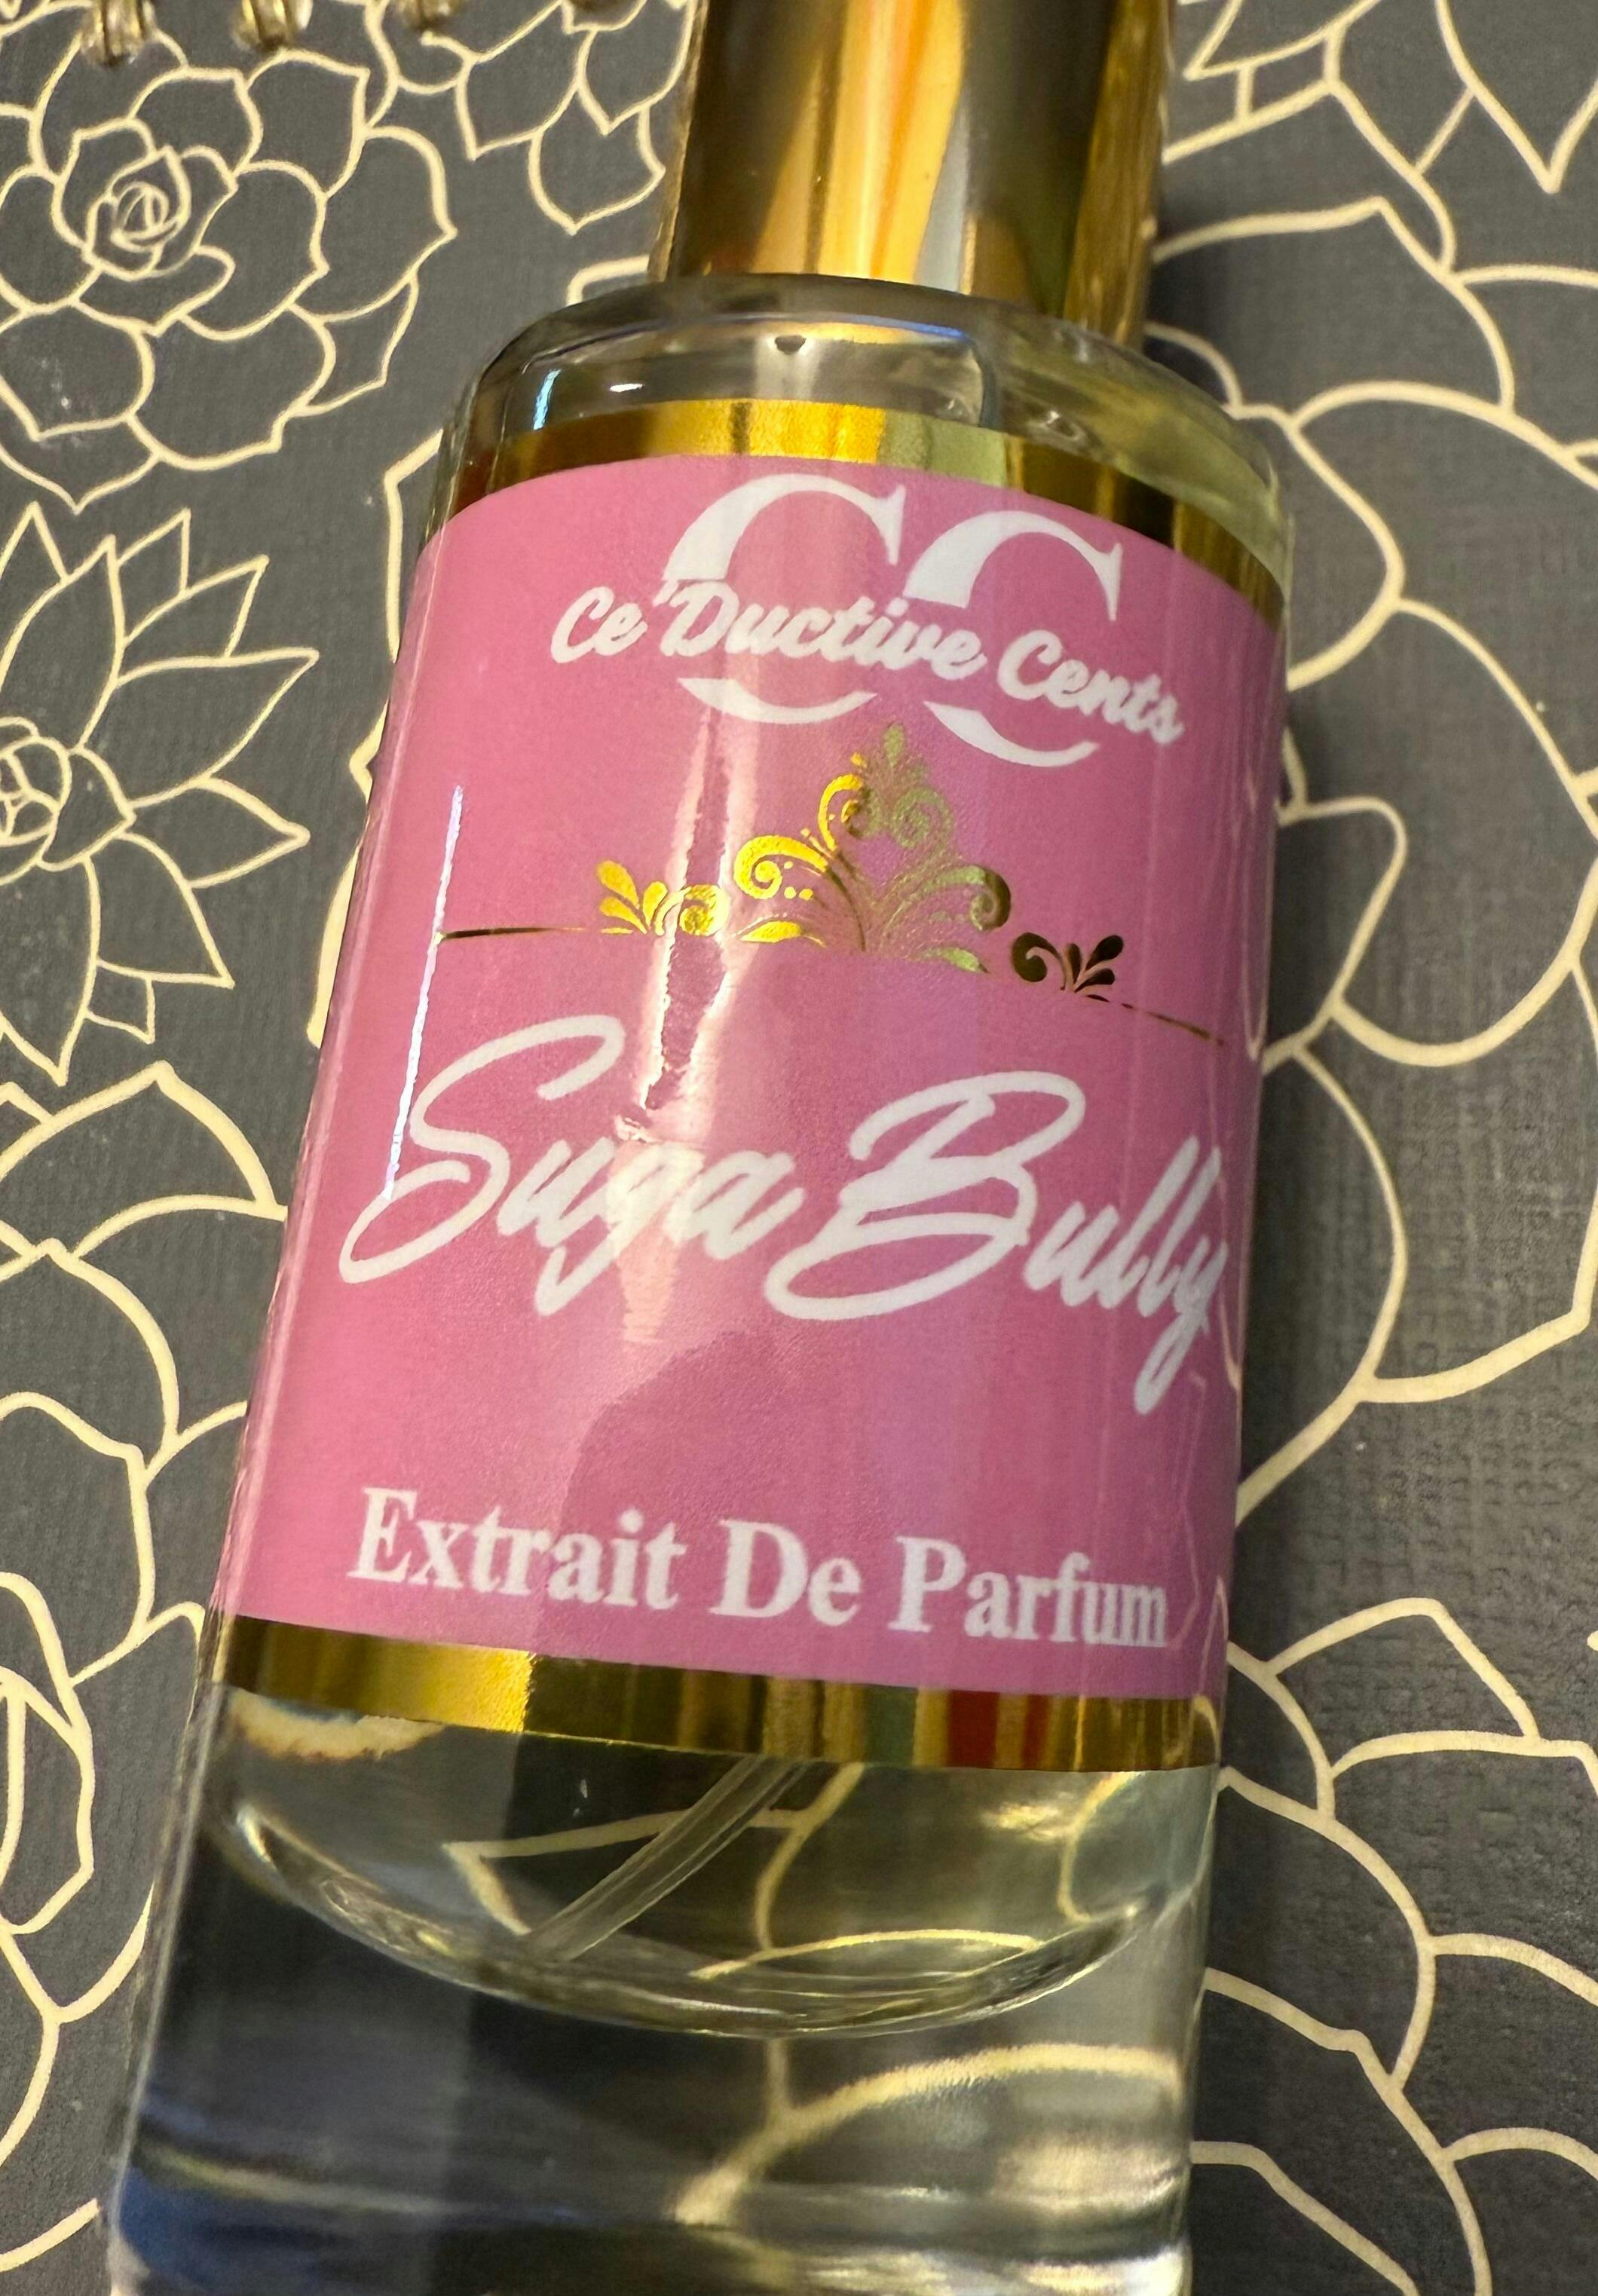 CC
Ce'Ductive Cents
Suga Bully
Extrait De Parfum